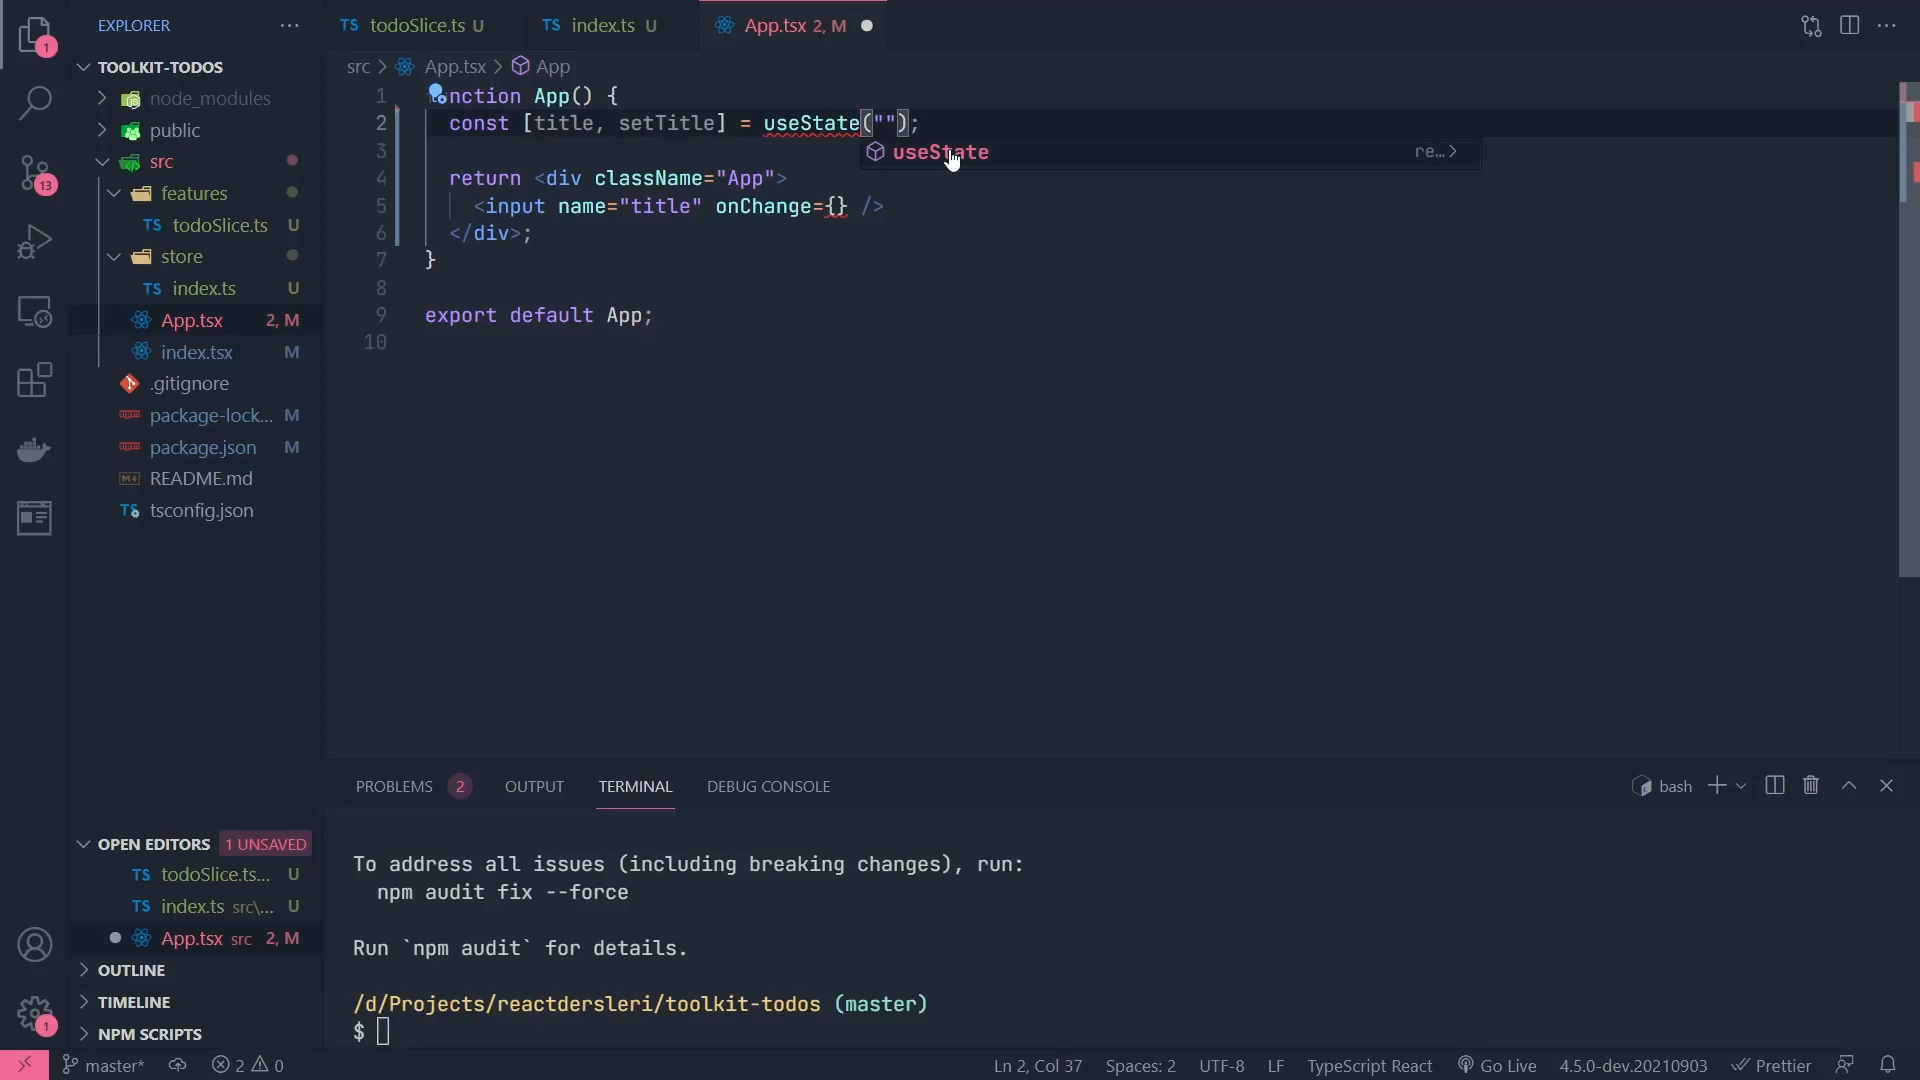 EXPLORER
TOOLKIT-TODOS
node_modules
public
src
features
todoSlice.ts U
store
index.ts U
App.tsx 2, M
index.tsx M
.gitignore
package-lock... M
package.json M
README.md
tsconfig.json
OPEN EDITORS 1 UNSAVED
todoSlice.ts... U
index.ts src\... U
App.tsx src 2, M
OUTLINE
TIMELINE
NPM SCRIPTS
1
13
1
TS todoSlice.ts U TS index.ts U App.tsx 2, M
src > App.tsx > App
1 nction App() {
2 const [title, setTitle] = useState("");
3
useState re...>
4 return <div className="App">
5 <input name="title" onChange={} />
6 </div>;
7 }
8
9 export default App;
10
PROBLEMS 2 OUTPUT TERMINAL DEBUG CONSOLE bash
To address all issues (including breaking changes), run:
npm audit fix --force
Run `npm audit` for details.
/d/Projects/reactdersleri/toolkit-todos (master)
$
master* 2 0 Ln 2, Col 37 Spaces: 2 UTF-8 LF TypeScript React Go Live 4.5.0-dev.20210903 Prettier